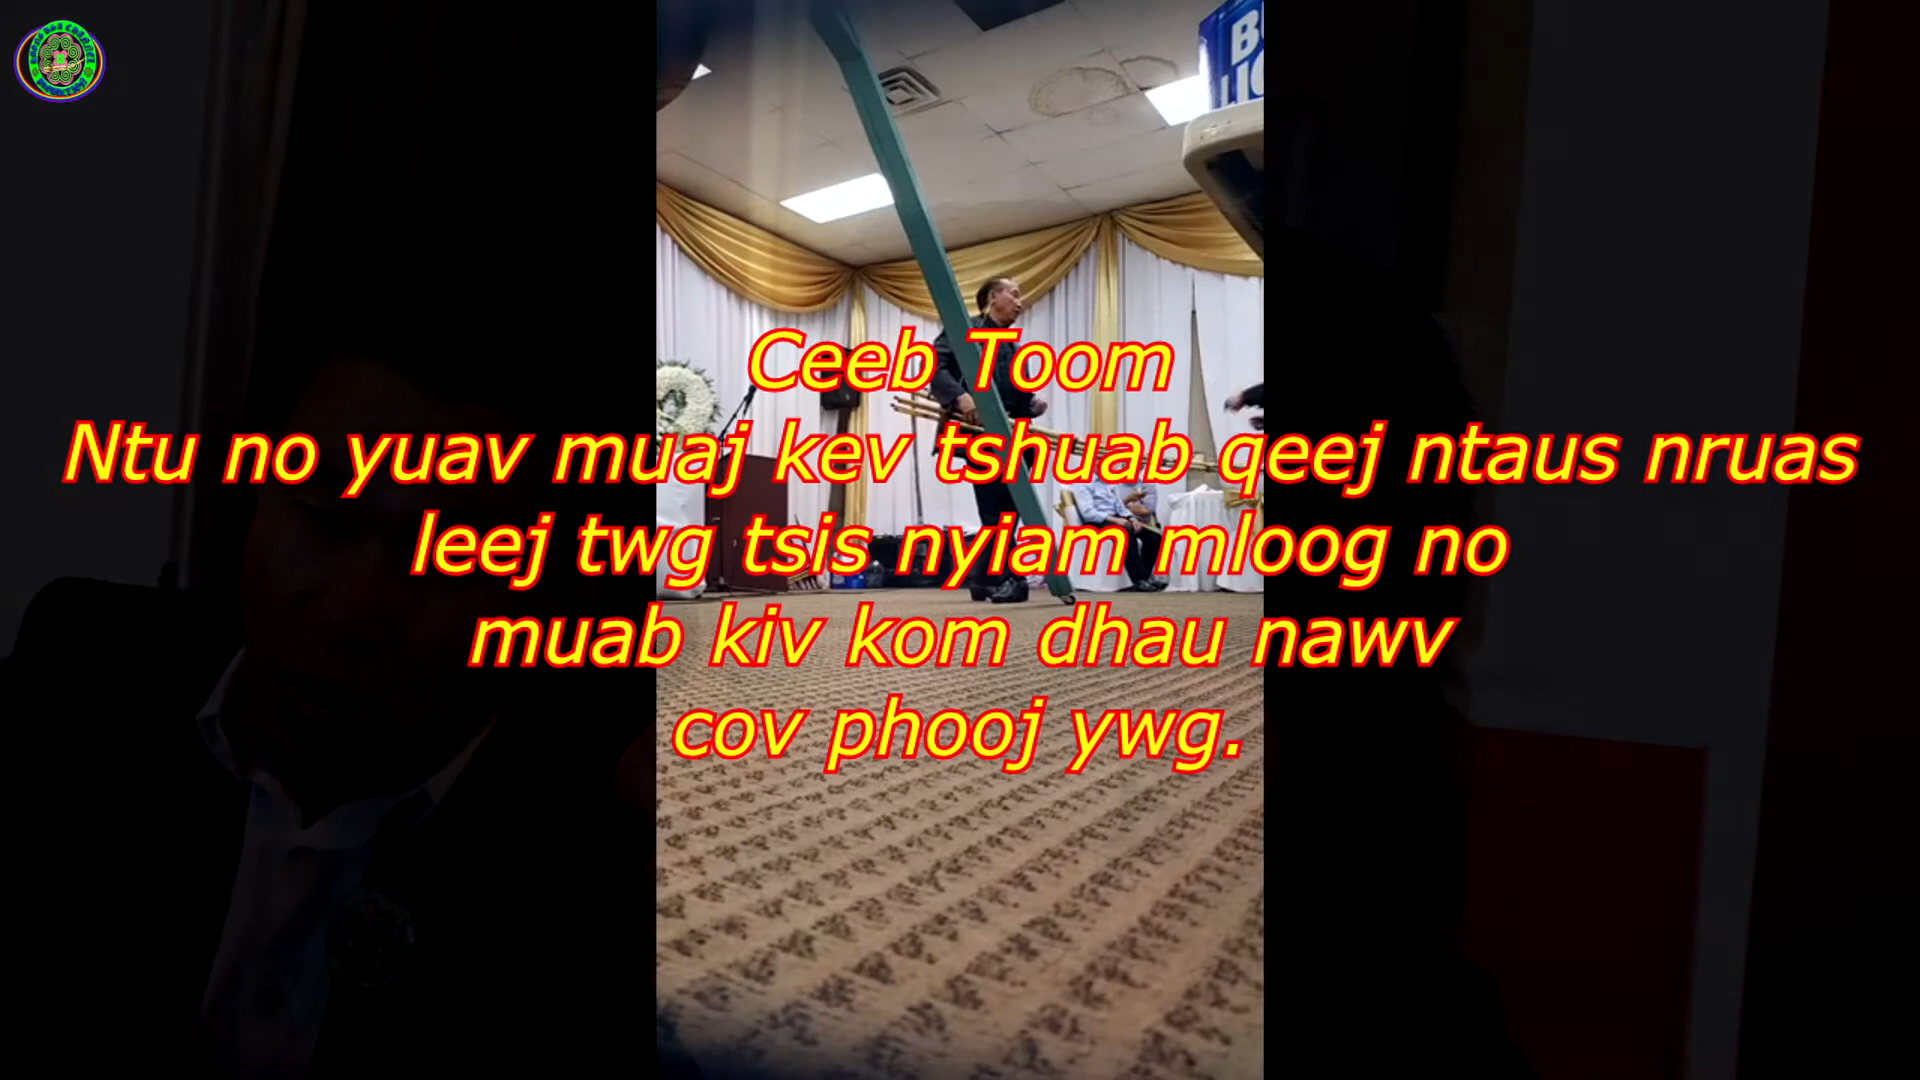 Ceeb Toom
Ntu no yuav muaj kev tshuab qeej ntaus nruas
leej twg tsis nyiam mloog no
muab kiv kom dhau nawv
cov phooj ywg.